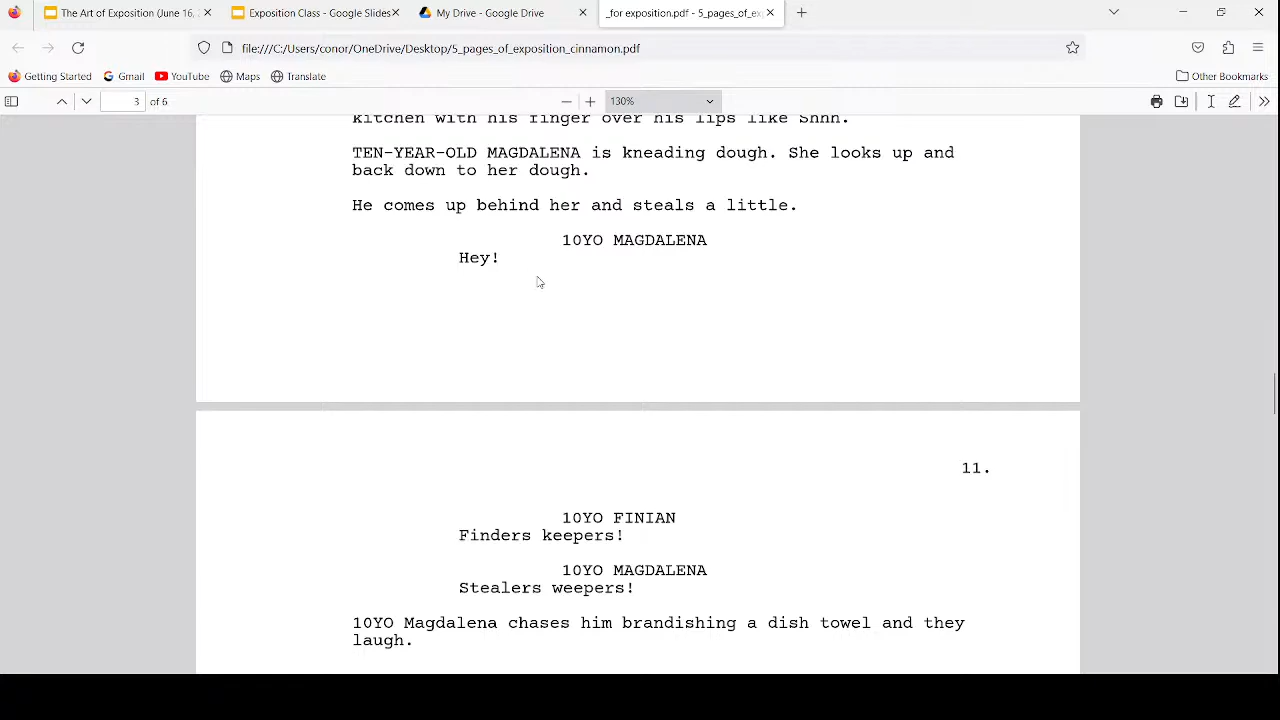 The Art of Exposition (June 16,
Exposition Class - Google Slides
My Drive - Google Drive
_for exposition.pdf - 5_pages_of_ex
file:///C:/Users/conor/OneDrive/Desktop/5_pages_of_exposition_cinnamon.pdf
Getting Started
Gmail
YouTube
Maps
Translate
Other Bookmarks
3 of 6
130%
kitchen with his finger over his lips like Shhh.
TEN-YEAR-OLD MAGDALENA is kneading dough. She looks up and
back down to her dough.
He comes up behind her and steals a little.
10YO MAGDALENA
Hey!
11.
10YO FINIAN
Finders keepers!
10YO MAGDALENA
Stealers weepers!
10YO Magdalena chases him brandishing a dish towel and they
laugh.